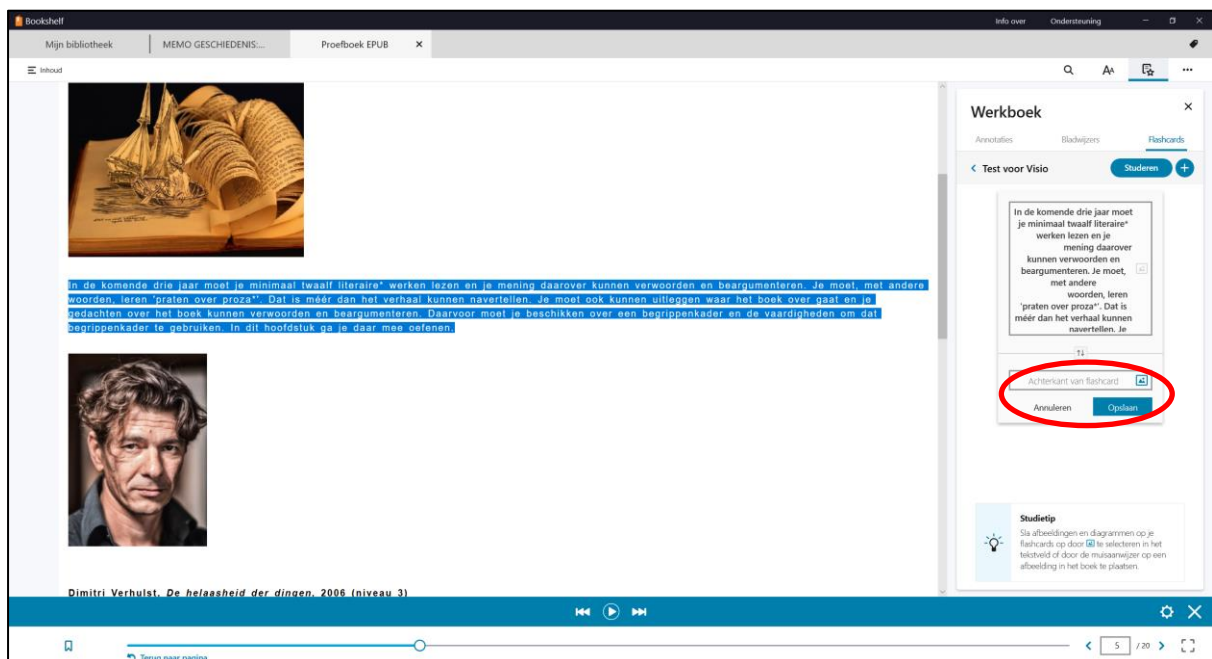 Bookshelf
Info over Ondersteuning
Mijn bibliotheek MEMO GESCHIEDENIS:... Proefboek EPUB
Inhoud
In de komende drie jaar moet je minimaal twaalf literaire* werken lezen en je mening daarover kunnen verwoorden en beargumenteren. Je moet, met andere
woorden, leren 'praten over proza*'. Dat is méér dan het verhaal kunnen navertellen. Je moet ook kunnen uitleggen waar het boek over gaat en je
gedachten over het boek kunnen verwoorden en beargumenteren. Daarvoor moet je beschikken over een begrippenkader en de vaardigheden om dat
begrippenkader te gebruiken. In dit hoofdstuk ga je daar mee oefenen.
Dimitri Verhulst, De helaasheid der dingen, 2006 (niveau 3)
Werkboek
Annotaties Bladwijzers Flashcards
Test voor Visio Studeren
In de komende drie jaar moet
je minimaal twaalf literaire*
werken lezen en je
mening daarover
kunnen verwoorden en
beargumenteren. Je moet,
met andere
woorden, leren
'praten over proza*'. Dat is
méér dan het verhaal kunnen
navertellen. Je
Achterkant van flashcard
Annuleren Opslaan
Studietip
Sla afbeeldingen en diagrammen op je
flashcards op door te selecteren in het
tekstveld of door de muisaanwijzer op een
afbeelding in het boek te plaatsen.
5 / 20
Terug naar pagina